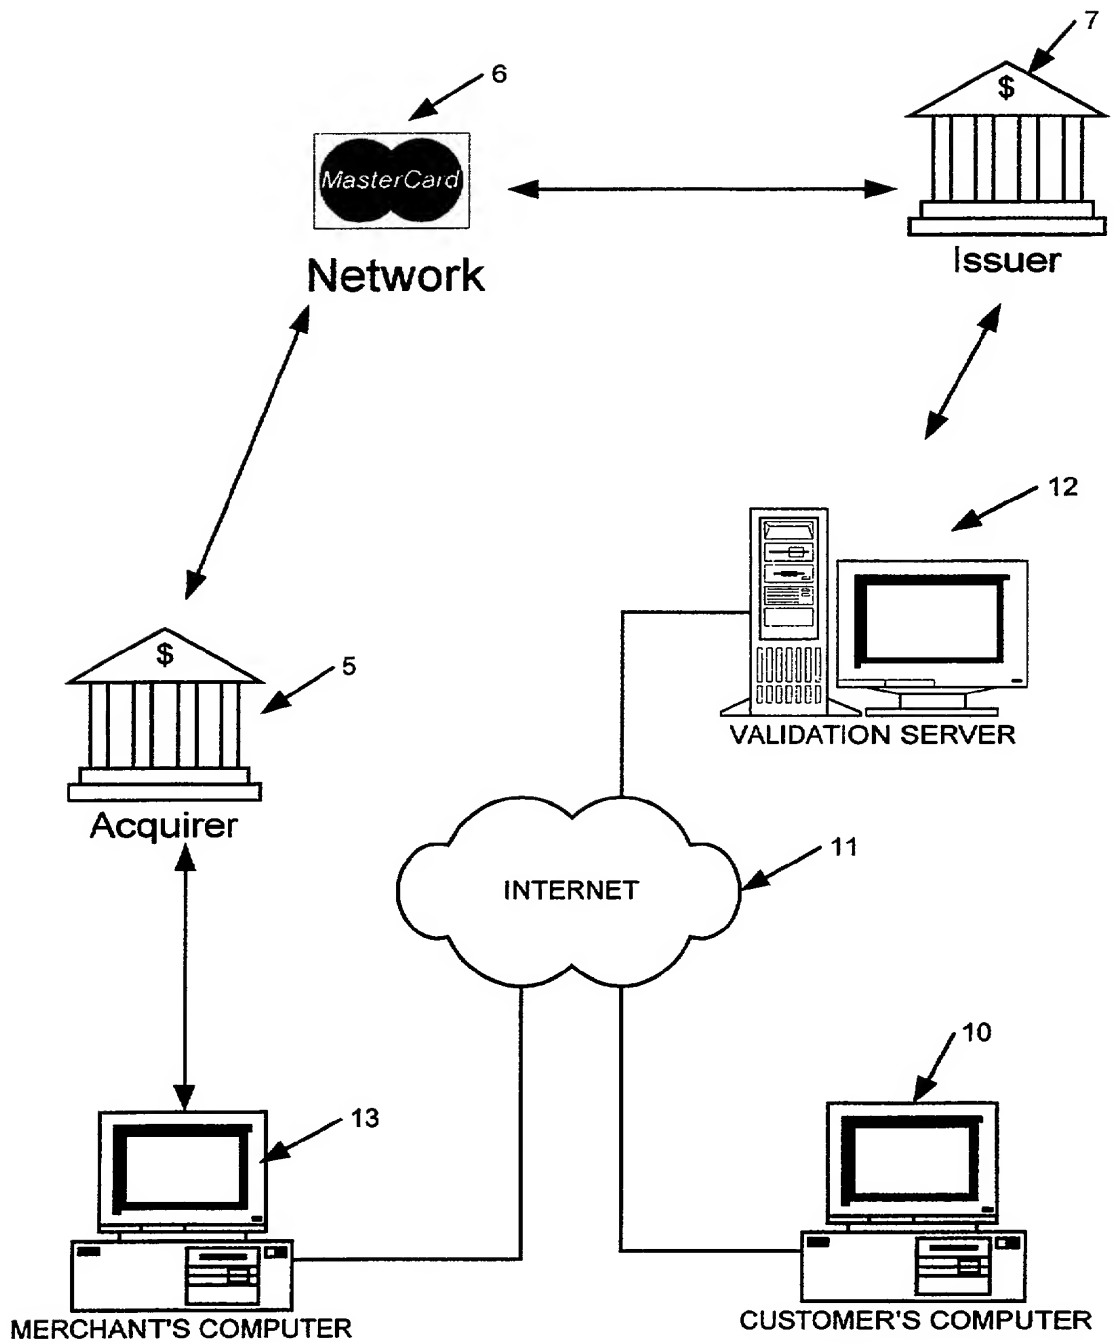 7
6
$
MasterCard
Issuer
Network
12
$
5
VALIDATION SERVER
Acquirer
11
INTERNET
10
13
MERCHANT'S COMPUTER
CUSTOMER'S COMPUTER